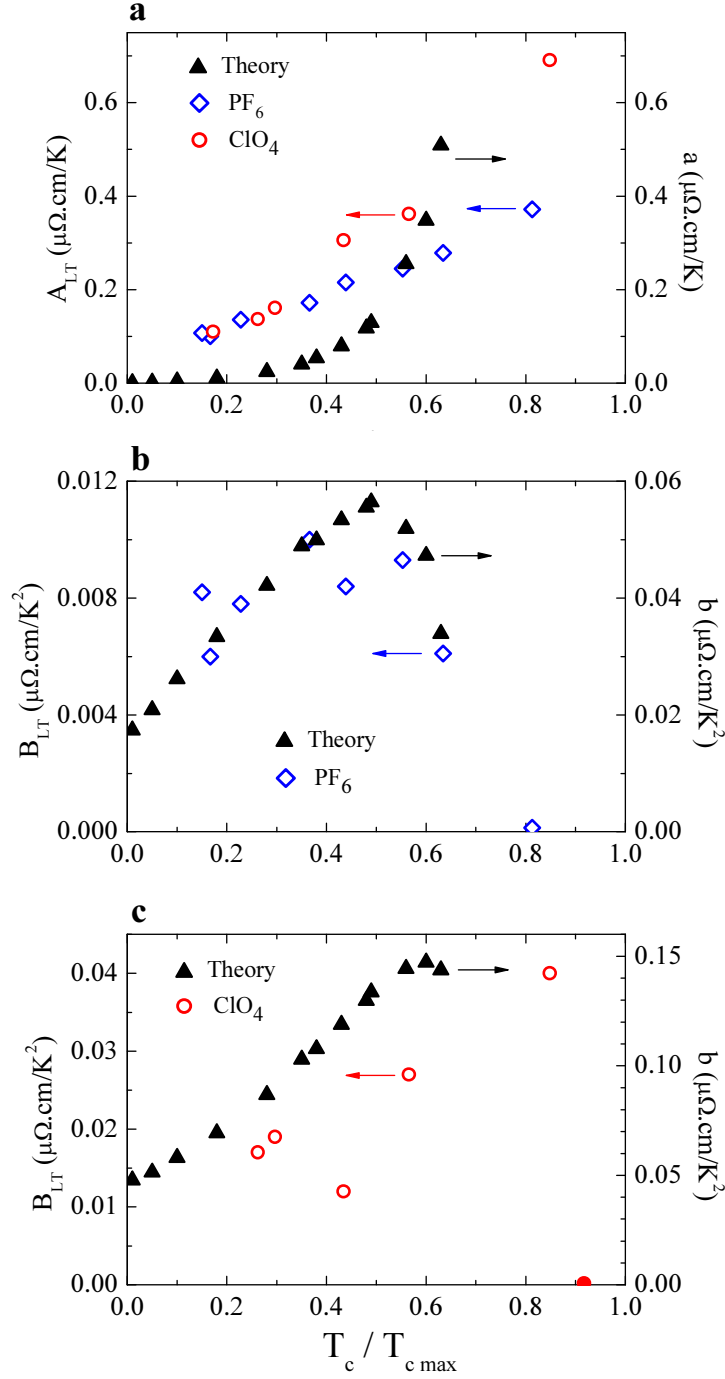 a
Theory
PF6
ClO4
A_LT (μΩ.cm/K)
a (μΩ.cm/K)
0.6
0.4
0.2
0.0
0.6
0.4
0.2
0.0
0.0 0.2 0.4 0.6 0.8 1.0
b
Theory
PF6
B_LT (μΩ.cm/K²)
b (μΩ.cm/K²)
0.012
0.008
0.004
0.000
0.06
0.04
0.02
0.00
0.0 0.2 0.4 0.6 0.8 1.0
c
Theory
ClO4
B_LT (μΩ.cm/K²)
b (μΩ.cm/K²)
0.04
0.03
0.02
0.01
0.00
0.15
0.10
0.05
0.00
0.0 0.2 0.4 0.6 0.8 1.0
T_c / T_c max